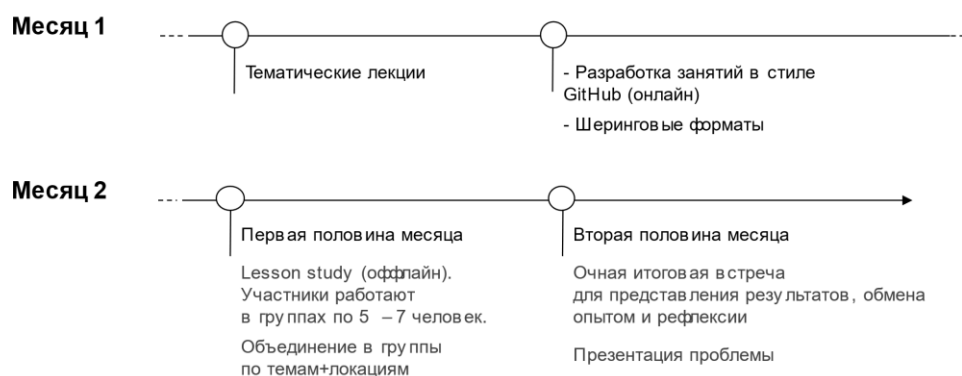 Месяц 1
Тематические лекции
- Разработка занятий в стиле
GitHub (онлайн)
- Шеринговые форматы
Месяц 2
Первая половина месяца
Lesson study (оффлайн).
Участники работают
в группах по 5 – 7 человек.
Объединение в группы
по темам+локациям
Вторая половина месяца
Очная итоговая встреча
для представления результатов, обмена
опытом и рефлексии
Презентация проблемы